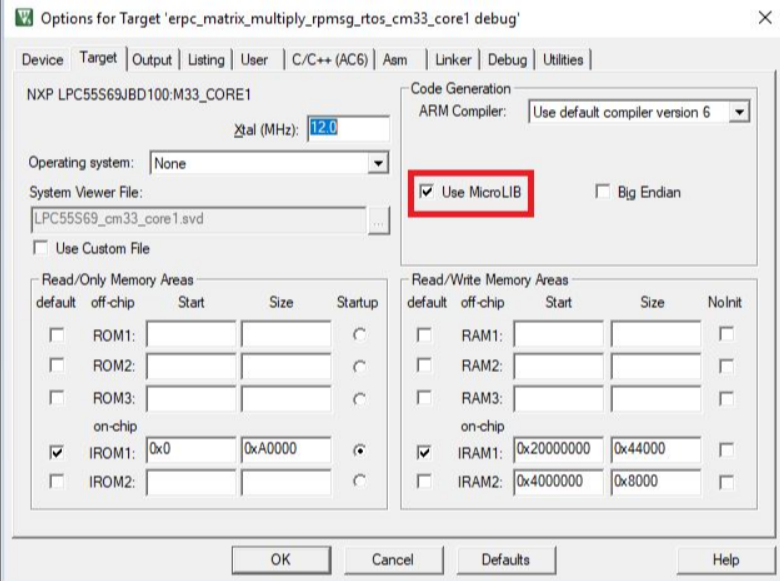 Options for Target 'erpc_matrix_multiply_rpmsg_rtos_cm33_core1 debug'
Device Target Output Listing User C/C++ (AC6) Asm Linker Debug Utilities
NXP LPC55S69JBD100:M33_CORE1
Xtal (MHz): 12.0
Operating system: None
System Viewer File:
LPC55S69_cm33_core1.svd ...
Use Custom File
Code Generation
ARM Compiler: Use default compiler version 6
Use MicroLIB Big Endian
Read/Only Memory Areas
default off-chip Start Size Startup
ROM1:
ROM2:
ROM3:
on-chip
IROM1: 0x0 0xA0000
IROM2:
Read/Write Memory Areas
default off-chip Start Size NoInit
RAM1:
RAM2:
RAM3:
on-chip
IRAM1: 0x20000000 0x44000
IRAM2: 0x4000000 0x8000
OK Cancel Defaults Help